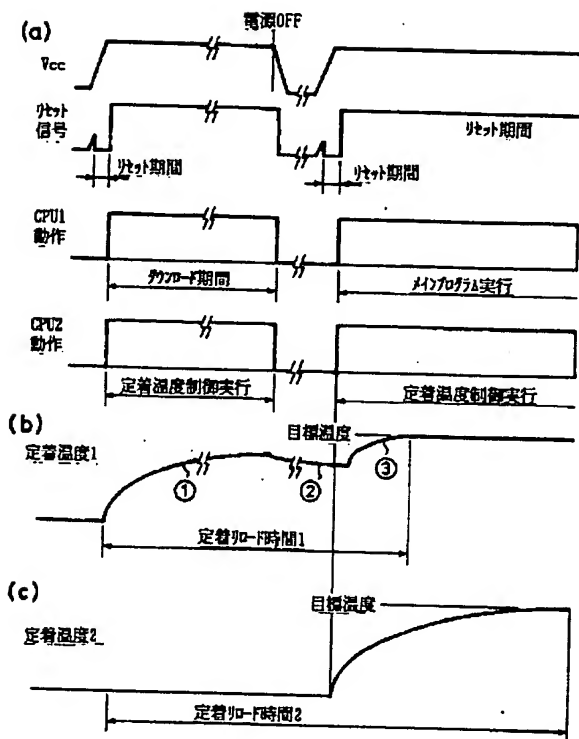 (a)
電源OFF
Vcc
リセット
信号
リセット期間
リセット期間
リセット期間
CPU1
動作
ダウンロード期間
メインプログラム実行
CPU2
動作
定着温度制御実行
定着温度制御実行
(b)
目標温度
定着温度1
①
②
③
定着リロード時間1
(c)
目標温度
定着温度2
定着リロード時間2